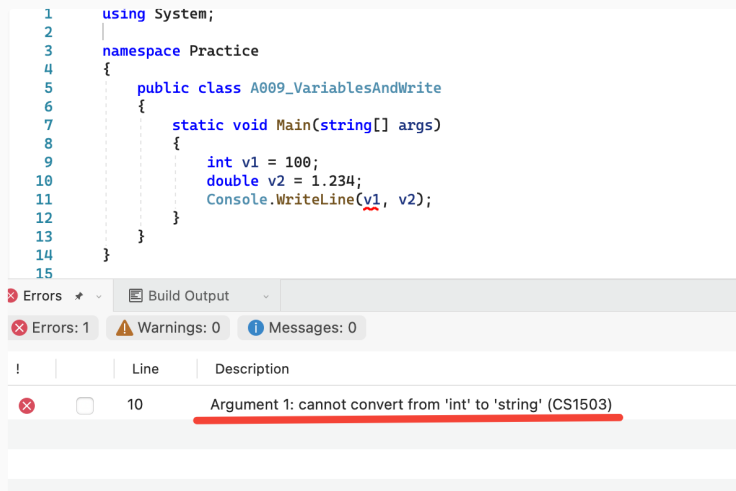 1 using System;
2
3 namespace Practice
4 {
5 public class A009_VariablesAndWrite
6 {
7 static void Main(string[] args)
8 {
9 int v1 = 100;
10 double v2 = 1.234;
11 Console.WriteLine(v1, v2);
12 }
13 }
14 }
15
Errors Build Output
Errors: 1 Warnings: 0 Messages: 0
! Line Description
10 Argument 1: cannot convert from 'int' to 'string' (CS1503)